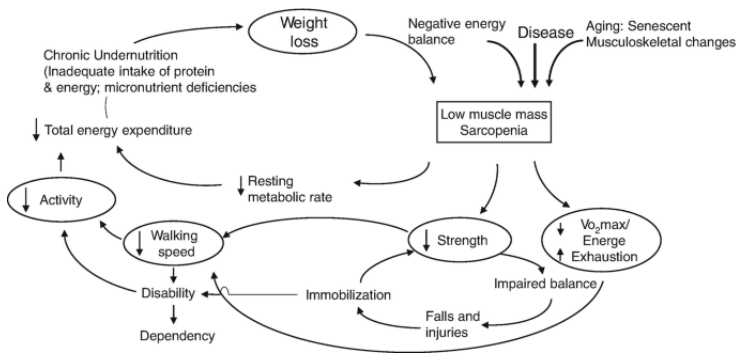 Weight
loss
Negative energy
balance
Disease
Aging: Senescent
Musculoskeletal changes
Chronic Undernutrition
(Inadequate intake of protein
& energy; micronutrient deficiencies
Low muscle mass
Sarcopenia
↓ Total energy expenditure
↓ Resting
metabolic rate
↓ Activity
↓ Walking
speed
↓ Strength
↓ Vo₂max/
Energe
↑ Exhaustion
Impaired balance
Disability
Immobilization
Falls and
injuries
Dependency